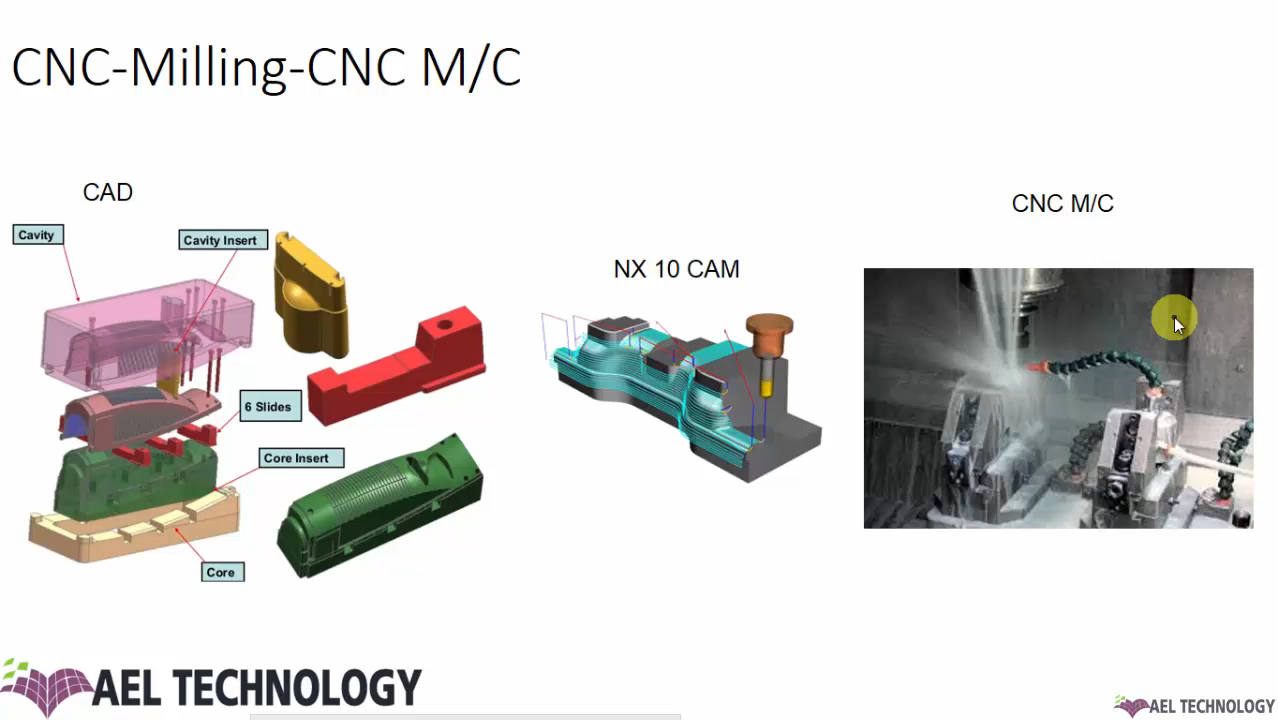 CNC-Milling-CNC M/C
CAD
CNC M/C
Cavity
Cavity Insert
NX 10 CAM
6 Slides
Core Insert
Core
AEL TECHNOLOGY
AEL TECHNOLOGY